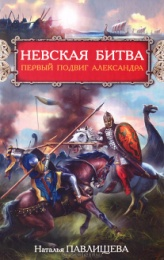 НЕВСКАЯ БИТВА
ПЕРВЫЙ ПОДВИГ АЛЕКСАНДРА
Наталья ПАВЛИЩЕВА